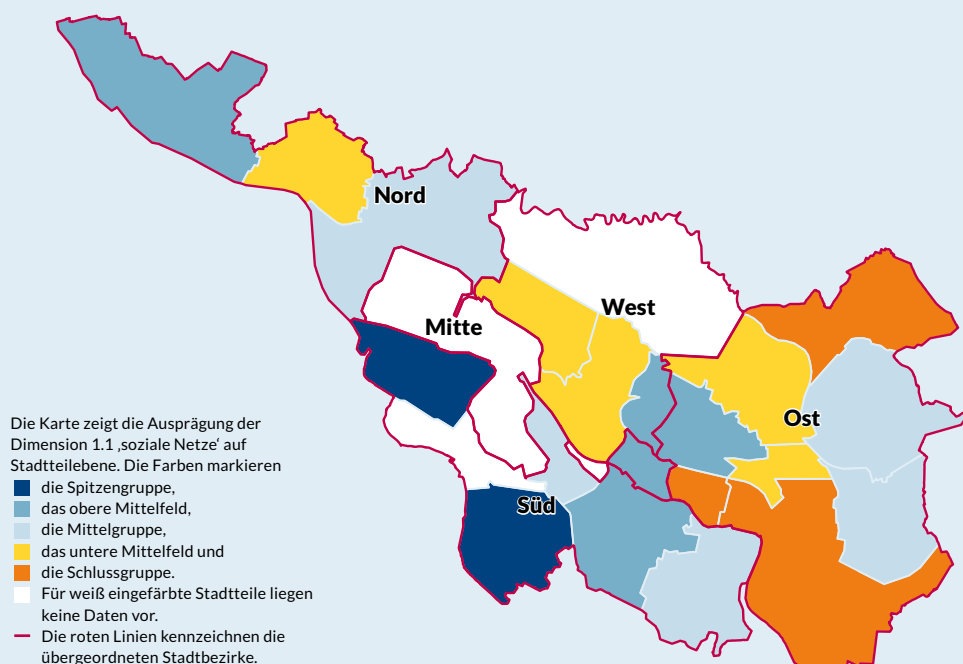 Nord
West
Mitte
Ost
Süd
Die Karte zeigt die Ausprägung der
Dimension 1.1 ‚soziale Netze‘ auf
Stadtteilebene. Die Farben markieren
die Spitzengruppe,
das obere Mittelfeld,
die Mittelgruppe,
das untere Mittelfeld und
die Schlussgruppe.
Für weiß eingefärbte Stadtteile liegen
keine Daten vor.
Die roten Linien kennzeichnen die
übergeordneten Stadtbezirke.